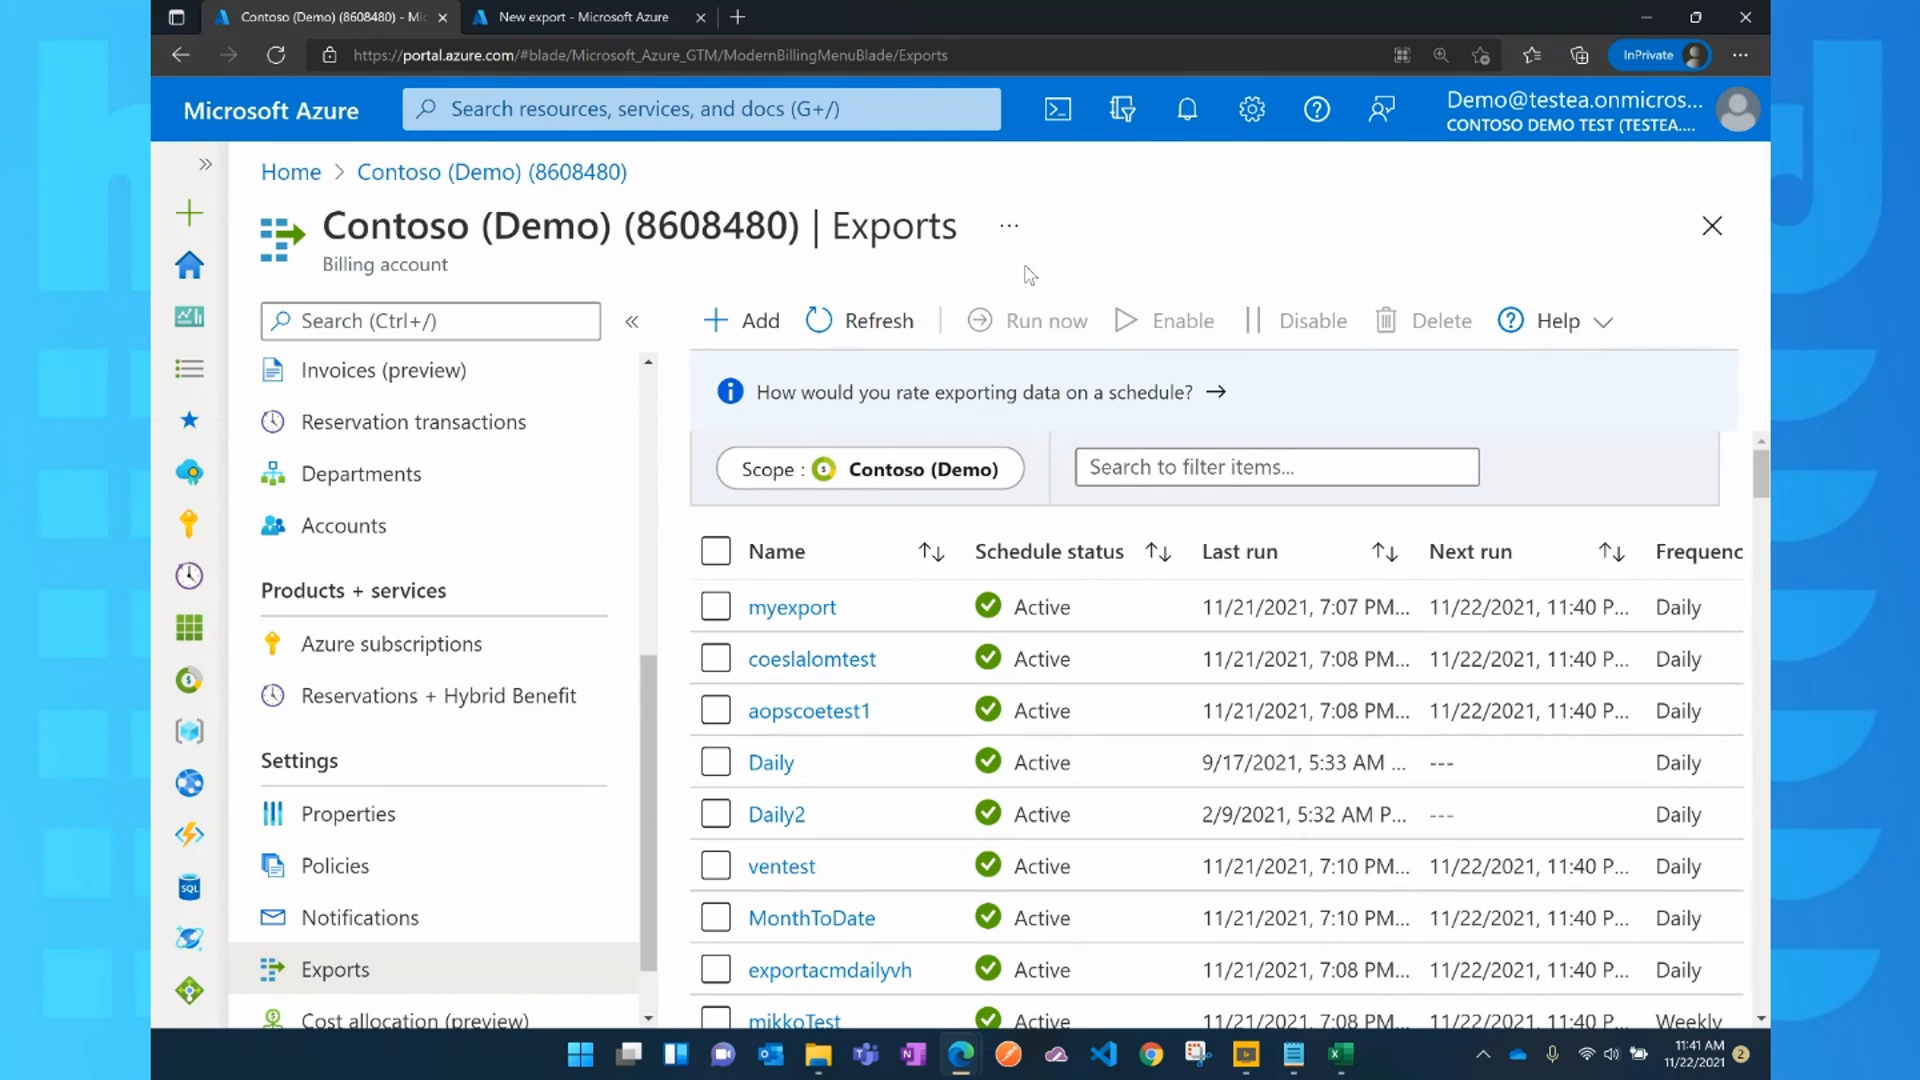 Contoso (Demo) (8608480) - Mic
New export - Microsoft Azure
https://portal.azure.com/#blade/Microsoft_Azure_GTM/ModernBillingMenuBlade/Exports
InPrivate
Microsoft Azure
Search resources, services, and docs (G+/)
Demo@testea.onmicros...
CONTOSO DEMO TEST (TESTEA....
Home > Contoso (Demo) (8608480)
Contoso (Demo) (8608480) | Exports ...
Billing account
Search (Ctrl+/)
Invoices (preview)
Reservation transactions
Departments
Accounts
Products + services
Azure subscriptions
Reservations + Hybrid Benefit
Settings
Properties
Policies
Notifications
Exports
Cost allocation (preview)
Add Refresh Run now Enable Disable Delete Help
How would you rate exporting data on a schedule? →
Scope : Contoso (Demo)
Search to filter items...
Name Schedule status Last run Next run Frequenc
myexport Active 11/21/2021, 7:07 PM... 11/22/2021, 11:40 P... Daily
coeslalomtest Active 11/21/2021, 7:08 PM... 11/22/2021, 11:40 P... Daily
aopscoetest1 Active 11/21/2021, 7:08 PM... 11/22/2021, 11:40 P... Daily
Daily Active 9/17/2021, 5:33 AM ... --- Daily
Daily2 Active 2/9/2021, 5:32 AM P... --- Daily
ventest Active 11/21/2021, 7:10 PM... 11/22/2021, 11:40 P... Daily
MonthToDate Active 11/21/2021, 7:10 PM... 11/22/2021, 11:40 P... Daily
exportacmdailyvh Active 11/21/2021, 7:08 PM... 11/22/2021, 11:40 P... Daily
mikkoTest Active 11/21/2021, 7:08 PM... 11/22/2021, 11:40 P... Weekly
SQL
11:41 AM
11/22/2021
2